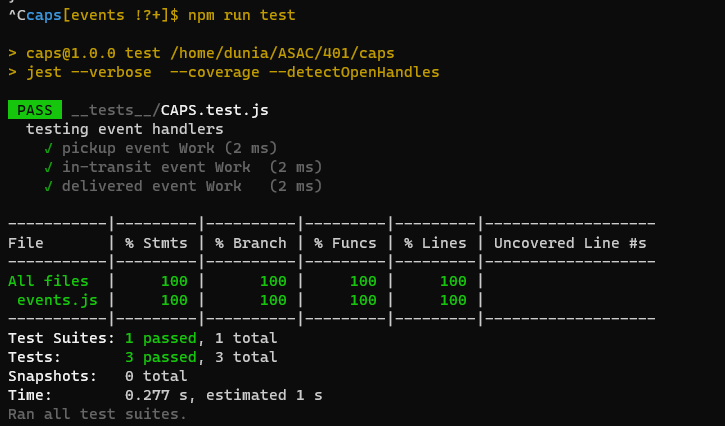 ^Ccaps[events !?+]$ npm run test
> caps@1.0.0 test /home/dunia/ASAC/401/caps
> jest --verbose  --coverage --detectOpenHandles
PASS __tests__/CAPS.test.js
testing event handlers
√ pickup event Work (2 ms)
√ in-transit event Work  (2 ms)
√ delivered event Work   (2 ms)
-----------|---------|----------|---------|---------|-------------------
File       | % Stmts | % Branch | % Funcs | % Lines | Uncovered Line #s
-----------|---------|----------|---------|---------|-------------------
All files  |     100 |      100 |     100 |     100 |
 events.js |     100 |      100 |     100 |     100 |
-----------|---------|----------|---------|---------|-------------------
Test Suites: 1 passed, 1 total
Tests:       3 passed, 3 total
Snapshots:   0 total
Time:        0.277 s, estimated 1 s
Ran all test suites.